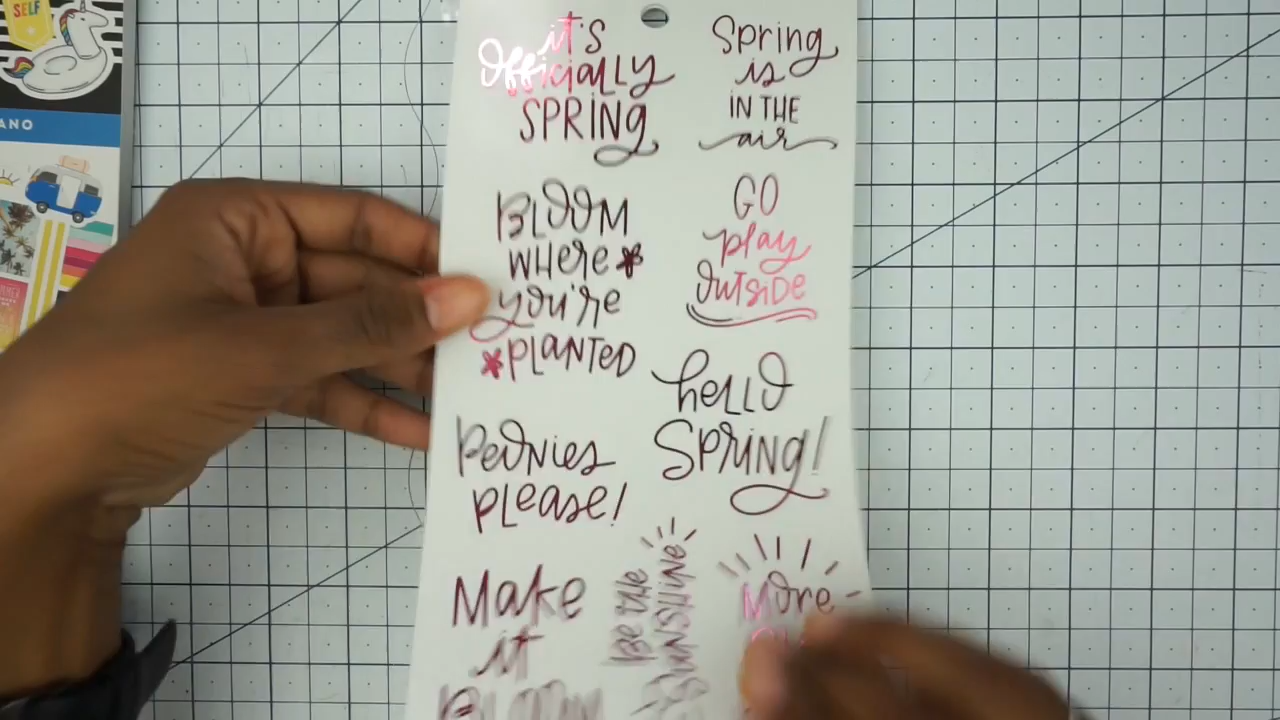 SELF
ANO
it's
Officially
SPRING
Spring
is
IN THE
air
BLOOM
where
you're
PLANTED
GO
play
OUTSIDE
hello
SPRING!
Peonies
please!
Make
it
BLOOM
Be THE
SUNSHINE
More